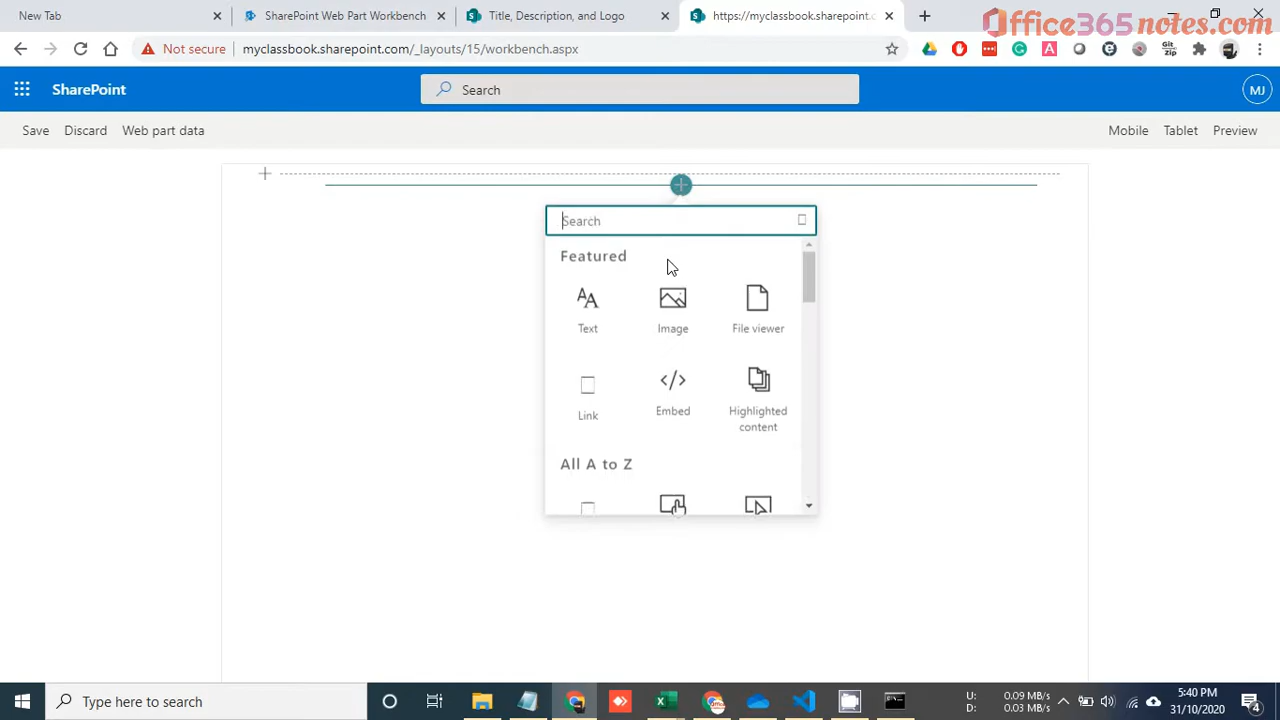 New Tab
SharePoint Web Part Workbench
Title, Description, and Logo
https://myclassbook.sharepoint.c
Office365notes.com
Not secure
myclassbook.sharepoint.com/_layouts/15/workbench.aspx
SharePoint
Search
MJ
Save
Discard
Web part data
Mobile
Tablet
Preview
Search
Featured
Text
Image
File viewer
Link
Embed
Highlighted
content
All A to Z
Type here to search
U: 0.09 MB/s
D: 0.03 MB/s
5:40 PM
31/10/2020
4